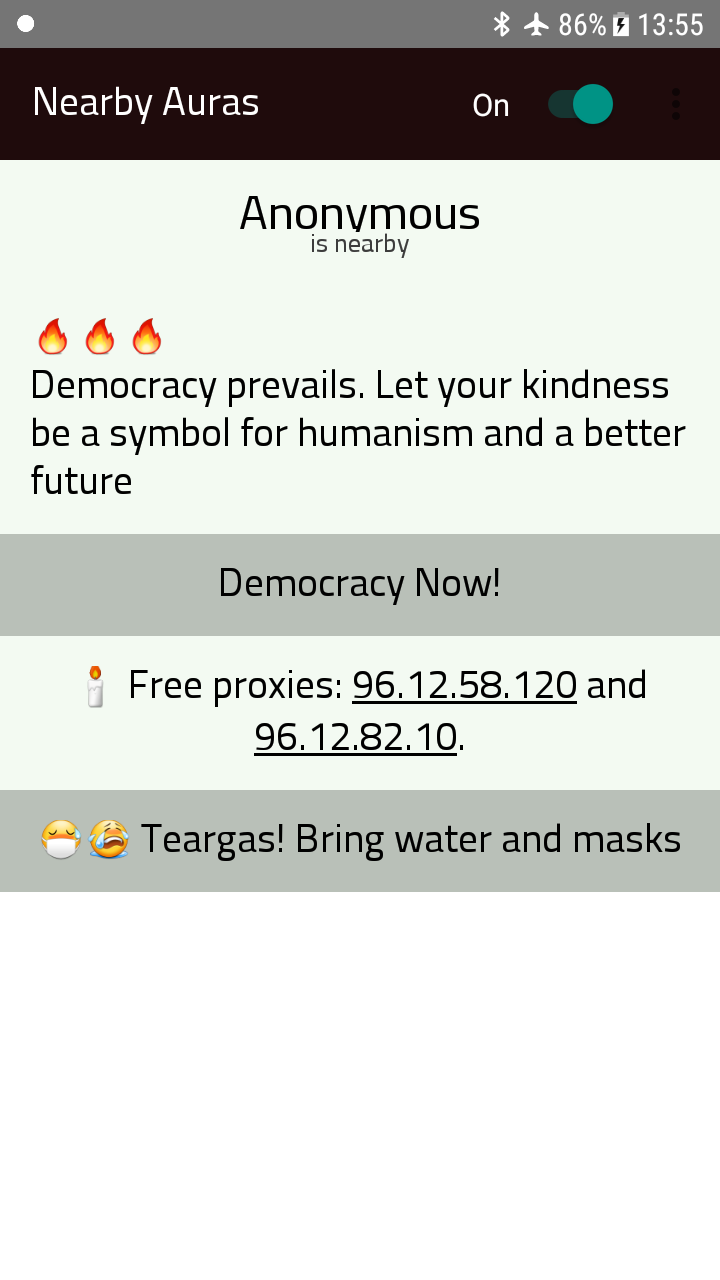 86% 13:55
Nearby Auras On
Anonymous
is nearby
🔥 🔥 🔥
Democracy prevails. Let your kindness
be a symbol for humanism and a better
future
Democracy Now!
🕯 Free proxies: 96.12.58.120 and
96.12.82.10.
😷😭 Teargas! Bring water and masks